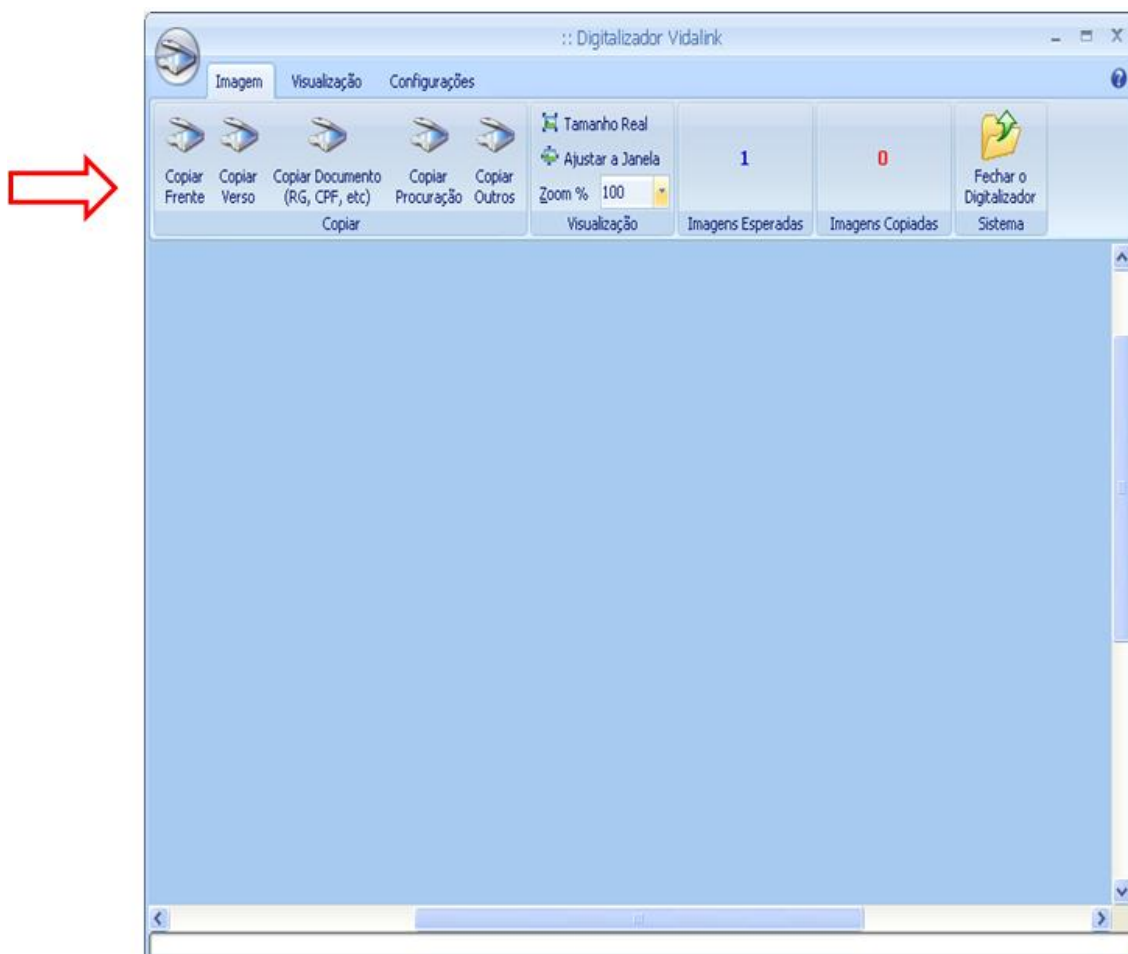 :: Digitalizador Vidalink
Imagem Visualização Configurações
Copiar Frente
Copiar Verso
Copiar Documento (RG, CPF, etc)
Copiar Procuração
Copiar Outros
Copiar
Tamanho Real
Ajustar a Janela
Zoom % 100
Visualização
1
Imagens Esperadas
0
Imagens Copiadas
Fechar o Digitalizador
Sistema